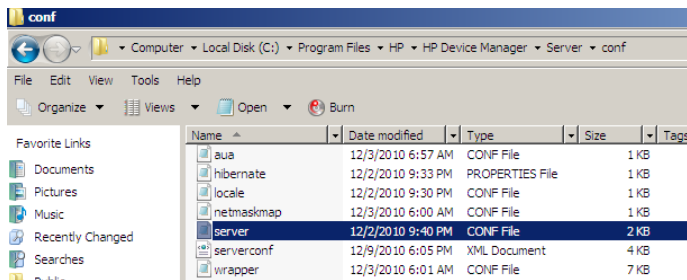 conf
Computer Local Disk (C:) Program Files HP HP Device Manager Server conf
File Edit View Tools Help
Organize Views Open Burn
Favorite Links
Documents
Pictures
Music
Recently Changed
Searches
Name Date modified Type Size Tags
aua 12/3/2010 6:57 AM CONF File 1 KB
hibernate 12/2/2010 9:33 PM PROPERTIES File 1 KB
locale 12/2/2010 9:30 PM CONF File 1 KB
netmaskmap 12/3/2010 6:00 AM CONF File 1 KB
server 12/2/2010 9:40 PM CONF File 2 KB
serverconf 12/9/2010 6:05 PM XML Document 4 KB
wrapper 12/3/2010 6:01 AM CONF File 7 KB